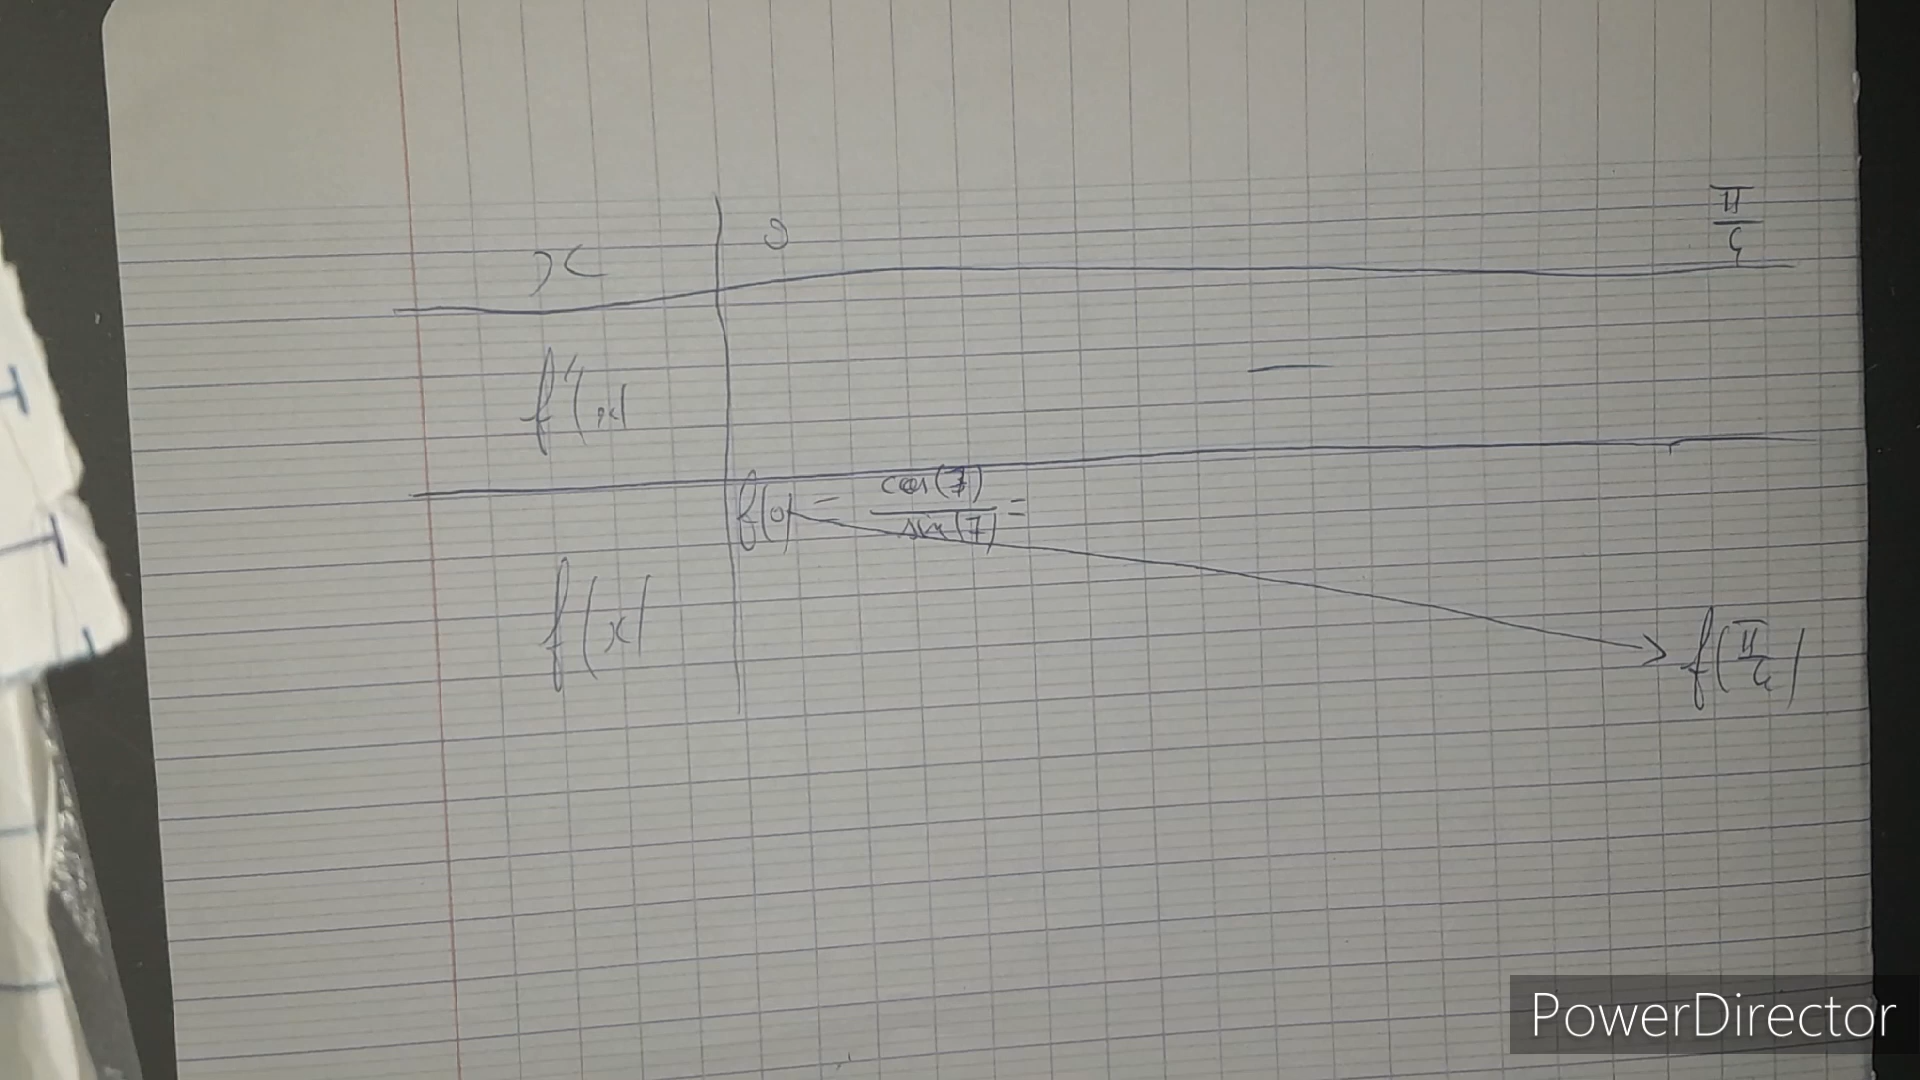 x 0 π/4
f'(x) −
f(0) = cos(7)/sin(7) =
f(x) f(π/4)
PowerDirector